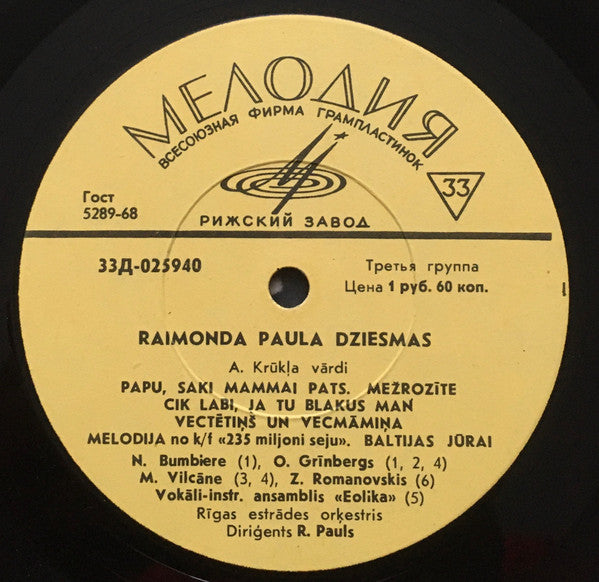 МЕЛОДИЯ
ВСЕСОЮЗНАЯ ФИРМА ГРАМПЛАСТИНОК
33
Гост
5289-68
РИЖСКИЙ ЗАВОД
33Д-025940
Третья группа
Цена 1 руб. 60 коп.
RAIMONDA PAULA DZIESMAS
A. Krūkļa vārdi
PAPU, SAKI MAMMAI PATS. MEŽROZĪTE
CIK LABI, JA TU BLAKUS MAN
VECTĒTIŅŠ UN VECMĀMIŅA
MELODIJA no k/f «235 miljoni seju». BALTIJAS JŪRAI
N. Bumbiere (1), O. Grīnbergs (1, 2, 4)
M. Vilcāne (3, 4), Z. Romanovskis (6)
Vokāli-instr. ansamblis «Eolika» (5)
Rīgas estrādes orķestris
Diriģents R. Pauls